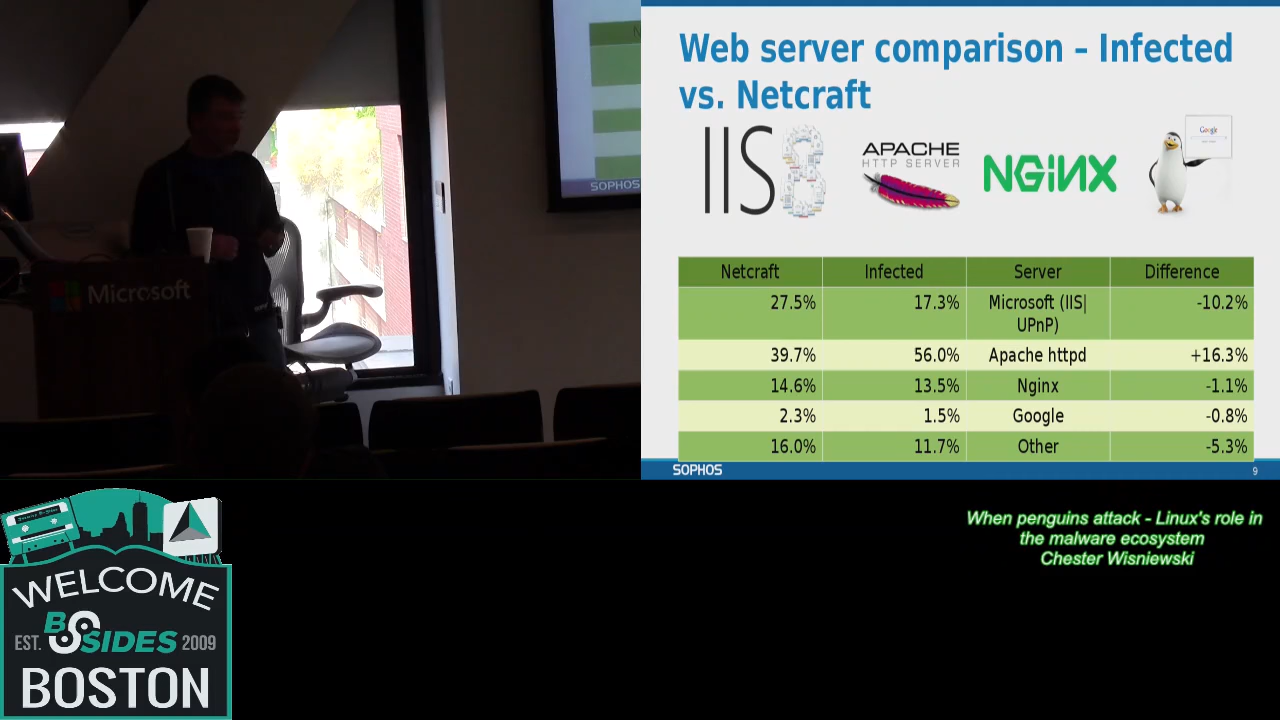 Microsoft
SOPHOS
Web server comparison – Infected
vs. Netcraft
IIS8
APACHE
HTTP SERVER
NGiNX
Google
Netcraft Infected Server Difference
27.5% 17.3% Microsoft (IIS| -10.2%
UPnP)
39.7% 56.0% Apache httpd +16.3%
14.6% 13.5% Nginx -1.1%
2.3% 1.5% Google -0.8%
16.0% 11.7% Other -5.3%
SOPHOS 9
When penguins attack - Linux's role in
the malware ecosystem
Chester Wisniewski
WELCOME
EST. BSIDES 2009
BOSTON